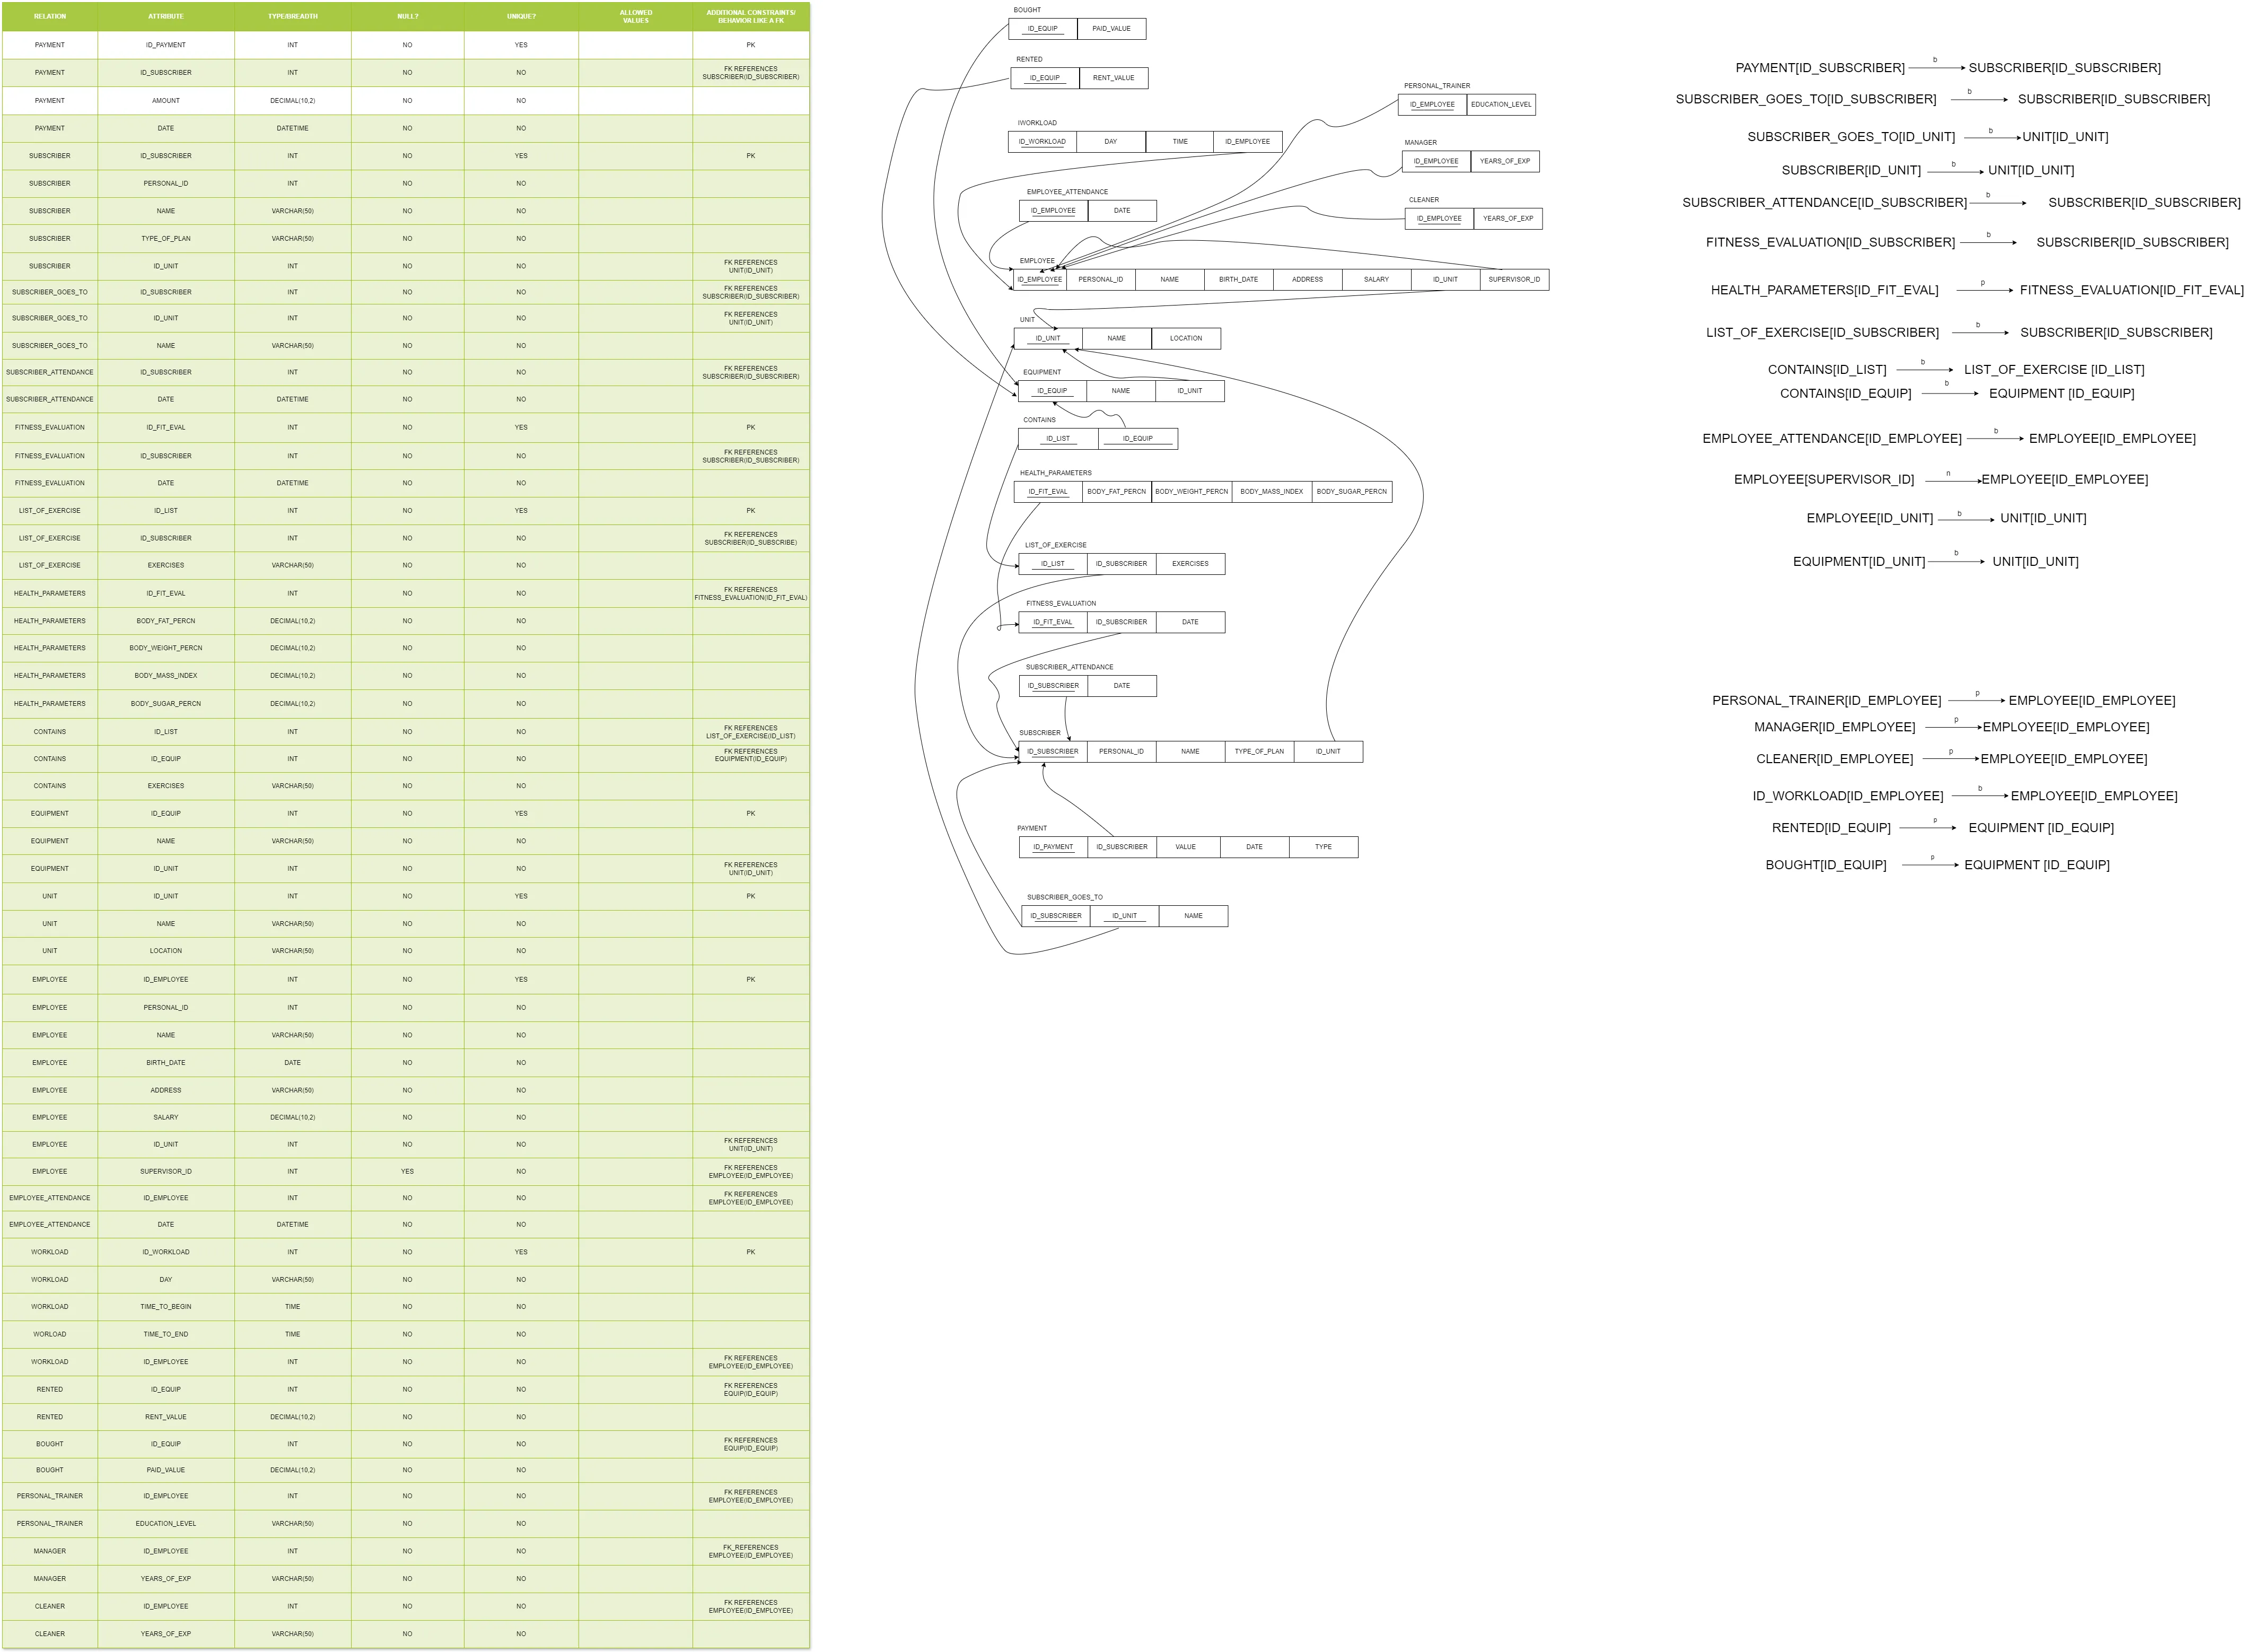 RELATION ATTRIBUTE TYPE/BREADTH NULL? UNIQUE? ALLOWED VALUES ADDITIONAL CONSTRAINTS/ BEHAVIOR LIKE A FK
PAYMENT ID_PAYMENT INT NO YES PK
PAYMENT ID_SUBSCRIBER INT NO NO FK REFERENCES SUBSCRIBER(ID_SUBSCRIBER)
PAYMENT AMOUNT DECIMAL(10,2) NO NO
PAYMENT DATE DATETIME NO NO
SUBSCRIBER ID_SUBSCRIBER INT NO YES PK
SUBSCRIBER PERSONAL_ID INT NO NO
SUBSCRIBER NAME VARCHAR(50) NO NO
SUBSCRIBER TYPE_OF_PLAN VARCHAR(50) NO NO
SUBSCRIBER ID_UNIT INT NO NO FK REFERENCES UNIT(ID_UNIT)
SUBSCRIBER_GOES_TO ID_SUBSCRIBER INT NO NO FK REFERENCES SUBSCRIBER(ID_SUBSCRIBER)
SUBSCRIBER_GOES_TO ID_UNIT INT NO NO FK REFERENCES UNIT(ID_UNIT)
SUBSCRIBER_GOES_TO NAME VARCHAR(50) NO NO
SUBSCRIBER_ATTENDANCE ID_SUBSCRIBER INT NO NO FK REFERENCES SUBSCRIBER(ID_SUBSCRIBER)
SUBSCRIBER_ATTENDANCE DATE DATETIME NO NO
FITNESS_EVALUATION ID_FIT_EVAL INT NO YES PK
FITNESS_EVALUATION ID_SUBSCRIBER INT NO NO FK REFERENCES SUBSCRIBER(ID_SUBSCRIBER)
FITNESS_EVALUATION DATE DATETIME NO NO
LIST_OF_EXERCISE ID_LIST INT NO YES PK
LIST_OF_EXERCISE ID_SUBSCRIBER INT NO NO FK REFERENCES SUBSCRIBER(ID_SUBSCRIBE)
LIST_OF_EXERCISE EXERCISES VARCHAR(50) NO NO
HEALTH_PARAMETERS ID_FIT_EVAL INT NO NO FK REFERENCES FITNESS_EVALUATION(ID_FIT_EVAL)
HEALTH_PARAMETERS BODY_FAT_PERCN DECIMAL(10,2) NO NO
HEALTH_PARAMETERS BODY_WEIGHT_PERCN DECIMAL(10,2) NO NO
HEALTH_PARAMETERS BODY_MASS_INDEX DECIMAL(10,2) NO NO
HEALTH_PARAMETERS BODY_SUGAR_PERCN DECIMAL(10,2) NO NO
CONTAINS ID_LIST INT NO NO FK REFERENCES LIST_OF_EXERCISE(ID_LIST)
CONTAINS ID_EQUIP INT NO NO FK REFERENCES EQUIPMENT(ID_EQUIP)
CONTAINS EXERCISES VARCHAR(50) NO NO
EQUIPMENT ID_EQUIP INT NO YES PK
EQUIPMENT NAME VARCHAR(50) NO NO
EQUIPMENT ID_UNIT INT NO NO FK REFERENCES UNIT(ID_UNIT)
UNIT ID_UNIT INT NO YES PK
UNIT NAME VARCHAR(50) NO NO
UNIT LOCATION VARCHAR(50) NO NO
EMPLOYEE ID_EMPLOYEE INT NO YES PK
EMPLOYEE PERSONAL_ID INT NO NO
EMPLOYEE NAME VARCHAR(50) NO NO
EMPLOYEE BIRTH_DATE DATE NO NO
EMPLOYEE ADDRESS VARCHAR(50) NO NO
EMPLOYEE SALARY DECIMAL(10,2) NO NO
EMPLOYEE ID_UNIT INT NO NO FK REFERENCES UNIT(ID_UNIT)
EMPLOYEE SUPERVISOR_ID INT YES NO FK REFERENCES EMPLOYEE(ID_EMPLOYEE)
EMPLOYEE_ATTENDANCE ID_EMPLOYEE INT NO NO FK REFERENCES EMPLOYEE(ID_EMPLOYEE)
EMPLOYEE_ATTENDANCE DATE DATETIME NO NO
WORKLOAD ID_WORKLOAD INT NO YES PK
WORKLOAD DAY VARCHAR(50) NO NO
WORKLOAD TIME_TO_BEGIN TIME NO NO
WORLOAD TIME_TO_END TIME NO NO
WORKLOAD ID_EMPLOYEE INT NO NO FK REFERENCES EMPLOYEE(ID_EMPLOYEE)
RENTED ID_EQUIP INT NO NO FK REFERENCES EQUIP(ID_EQUIP)
RENTED RENT_VALUE DECIMAL(10,2) NO NO
BOUGHT ID_EQUIP INT NO NO FK REFERENCES EQUIP(ID_EQUIP)
BOUGHT PAID_VALUE DECIMAL(10,2) NO NO
PERSONAL_TRAINER ID_EMPLOYEE INT NO NO FK REFERENCES EMPLOYEE(ID_EMPLOYEE)
PERSONAL_TRAINER EDUCATION_LEVEL VARCHAR(50) NO NO
MANAGER ID_EMPLOYEE INT NO NO FK_REFERENCES EMPLOYEE(ID_EMPLOYEE)
MANAGER YEARS_OF_EXP VARCHAR(50) NO NO
CLEANER ID_EMPLOYEE INT NO NO FK REFERENCES EMPLOYEE(ID_EMPLOYEE)
CLEANER YEARS_OF_EXP VARCHAR(50) NO NO
BOUGHT
ID_EQUIP PAID_VALUE
RENTED
ID_EQUIP RENT_VALUE
PERSONAL_TRAINER
ID_EMPLOYEE EDUCATION_LEVEL
IWORKLOAD
ID_WORKLOAD DAY TIME ID_EMPLOYEE
MANAGER
ID_EMPLOYEE YEARS_OF_EXP
EMPLOYEE_ATTENDANCE
ID_EMPLOYEE DATE
CLEANER
ID_EMPLOYEE YEARS_OF_EXP
EMPLOYEE
ID_EMPLOYEE PERSONAL_ID NAME BIRTH_DATE ADDRESS SALARY ID_UNIT SUPERVISOR_ID
UNIT
ID_UNIT NAME LOCATION
EQUIPMENT
ID_EQUIP NAME ID_UNIT
CONTAINS
ID_LIST ID_EQUIP
HEALTH_PARAMETERS
ID_FIT_EVAL BODY_FAT_PERCN BODY_WEIGHT_PERCN BODY_MASS_INDEX BODY_SUGAR_PERCN
LIST_OF_EXERCISE
ID_LIST ID_SUBSCRIBER EXERCISES
FITNESS_EVALUATION
ID_FIT_EVAL ID_SUBSCRIBER DATE
SUBSCRIBER_ATTENDANCE
ID_SUBSCRIBER DATE
SUBSCRIBER
ID_SUBSCRIBER PERSONAL_ID NAME TYPE_OF_PLAN ID_UNIT
PAYMENT
ID_PAYMENT ID_SUBSCRIBER VALUE DATE TYPE
SUBSCRIBER_GOES_TO
ID_SUBSCRIBER ID_UNIT NAME
PAYMENT[ID_SUBSCRIBER] b SUBSCRIBER[ID_SUBSCRIBER]
SUBSCRIBER_GOES_TO[ID_SUBSCRIBER] b SUBSCRIBER[ID_SUBSCRIBER]
SUBSCRIBER_GOES_TO[ID_UNIT] b UNIT[ID_UNIT]
SUBSCRIBER[ID_UNIT] b UNIT[ID_UNIT]
SUBSCRIBER_ATTENDANCE[ID_SUBSCRIBER] b SUBSCRIBER[ID_SUBSCRIBER]
FITNESS_EVALUATION[ID_SUBSCRIBER] b SUBSCRIBER[ID_SUBSCRIBER]
HEALTH_PARAMETERS[ID_FIT_EVAL] p FITNESS_EVALUATION[ID_FIT_EVAL]
LIST_OF_EXERCISE[ID_SUBSCRIBER] b SUBSCRIBER[ID_SUBSCRIBER]
CONTAINS[ID_LIST] b LIST_OF_EXERCISE [ID_LIST]
CONTAINS[ID_EQUIP] b EQUIPMENT [ID_EQUIP]
EMPLOYEE_ATTENDANCE[ID_EMPLOYEE] b EMPLOYEE[ID_EMPLOYEE]
EMPLOYEE[SUPERVISOR_ID] n EMPLOYEE[ID_EMPLOYEE]
EMPLOYEE[ID_UNIT] b UNIT[ID_UNIT]
EQUIPMENT[ID_UNIT] b UNIT[ID_UNIT]
PERSONAL_TRAINER[ID_EMPLOYEE] p EMPLOYEE[ID_EMPLOYEE]
MANAGER[ID_EMPLOYEE] p EMPLOYEE[ID_EMPLOYEE]
CLEANER[ID_EMPLOYEE] p EMPLOYEE[ID_EMPLOYEE]
ID_WORKLOAD[ID_EMPLOYEE] b EMPLOYEE[ID_EMPLOYEE]
RENTED[ID_EQUIP] p EQUIPMENT [ID_EQUIP]
BOUGHT[ID_EQUIP] p EQUIPMENT [ID_EQUIP]